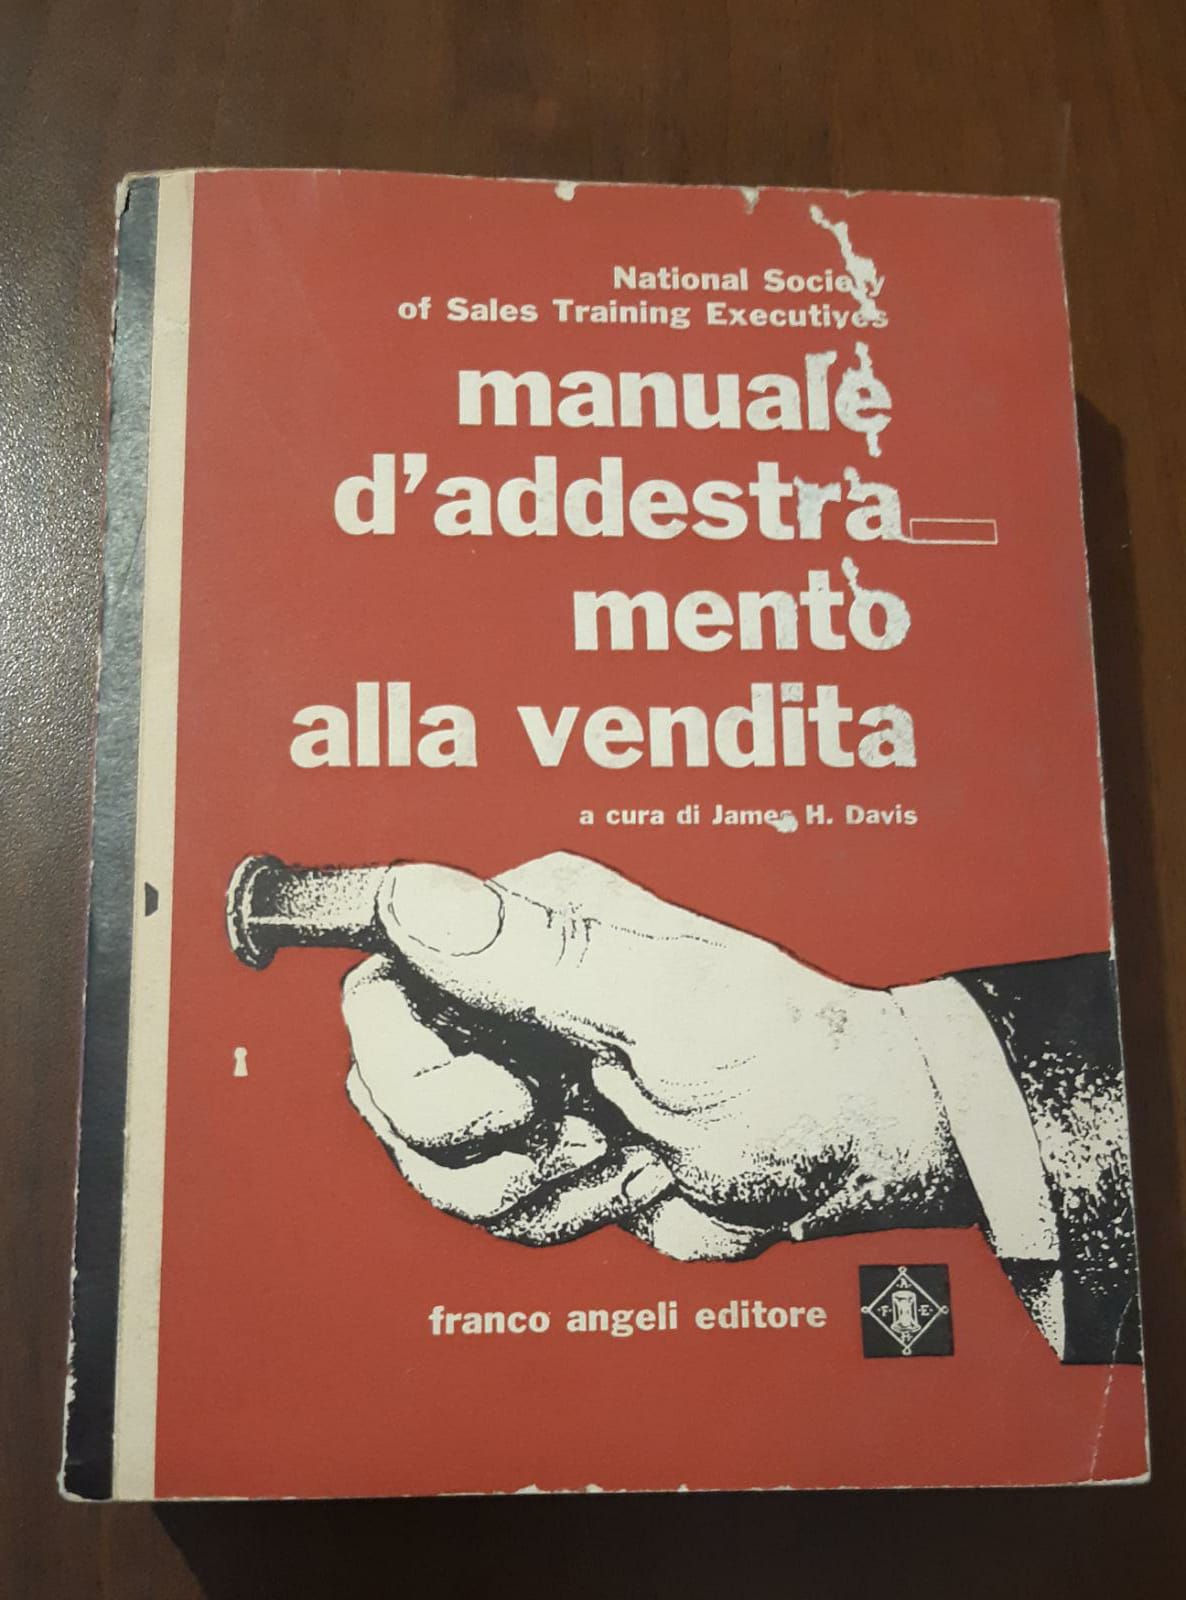 National Society
of Sales Training Executives
manuale
d'addestra_
mento
alla vendita
a cura di James H. Davis
franco angeli editore
A
F E
M